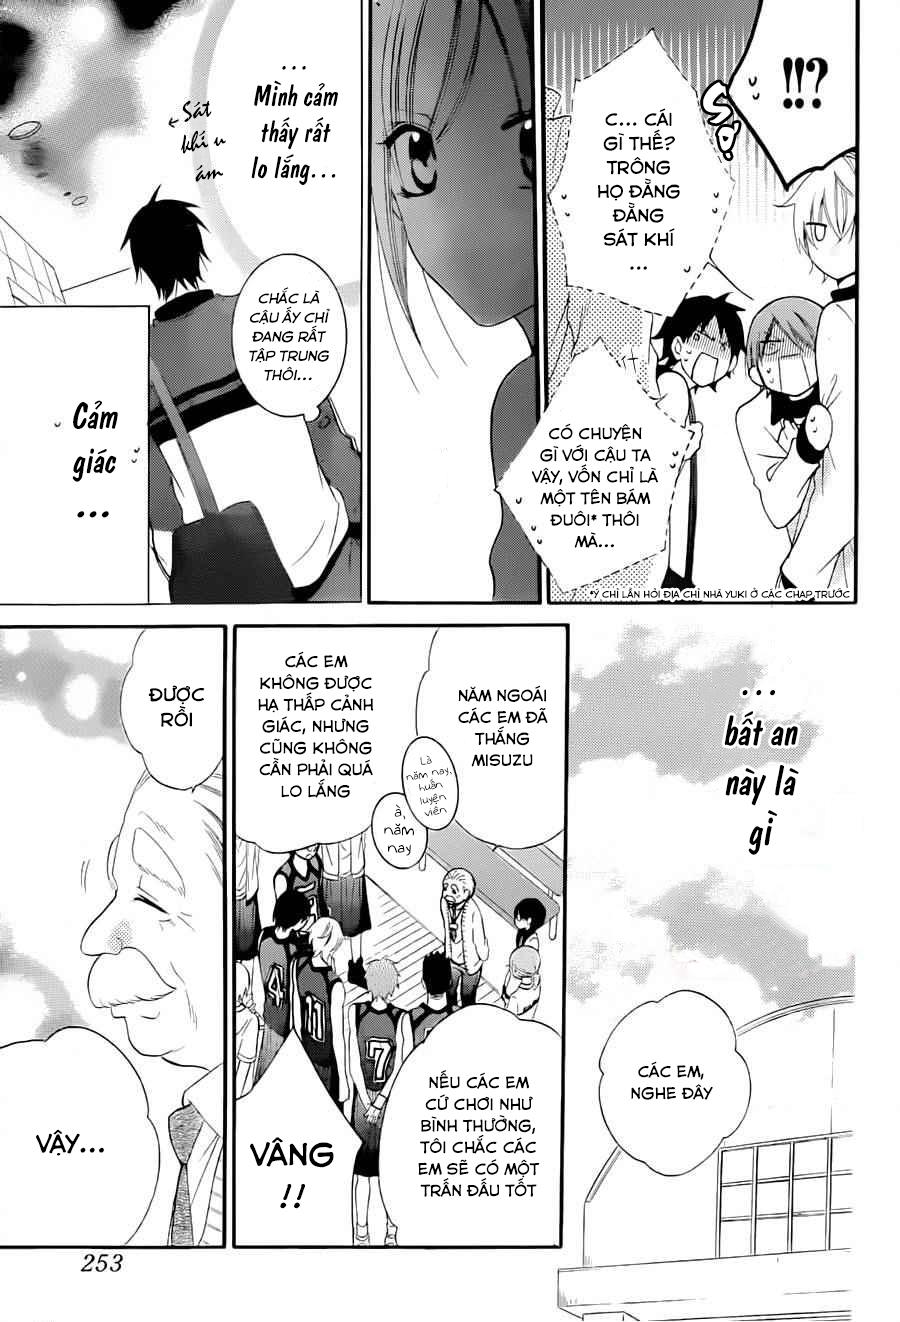 !!!?
SỢ
C... CÁI
GÌ THẾ?
TRÔNG
HỌ ĐẰNG
ĐẰNG
SÁT KHÍ
...
CÓ CHUYỆN
GÌ VỚI CẬU TA
VẬY, VỐN CHỈ LÀ
MỘT TÊN BÁM
ĐUÔI* THÔI
MÀ...
*Ý CHỈ LẦN HỎI ĐỊA CHỈ NHÀ YUKI Ở CÁC CHAP TRƯỚC
...
Mình cảm
thấy rất
lo lắng...
←Sát
khí u
ám
CHẮC LÀ
CẬU ẤY CHỈ
ĐANG RẤT
TẬP TRUNG
THÔI...
Cảm
giác
...
...
bất an
này là
gì
CÁC EM,
NGHE ĐÂY
NĂM NGOÁI
CÁC EM ĐÃ
THẮNG
MISUZU
Là
năm nay,
huấn
luyện
viên
à,
năm
nay
CÁC EM
KHÔNG ĐƯỢC
HẠ THẤP CẢNH
GIÁC, NHƯNG
CŨNG KHÔNG
CẦN PHẢI QUÁ
LO LẮNG
4
11
7
NẾU CÁC EM
CỨ CHƠI NHƯ
BÌNH THƯỜNG,
TÔI CHẮC CÁC
EM SẼ CÓ MỘT
TRẤN ĐẤU TỐT
VÂNG
!!
ĐƯỢC
RỒI
VẬY...
253